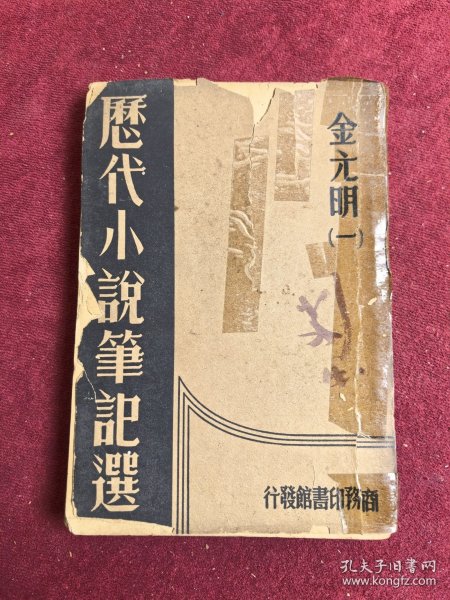 歷代小說筆記選
金元明
(一)
商務印書館發行
孔夫子旧书网
www.kongfz.com